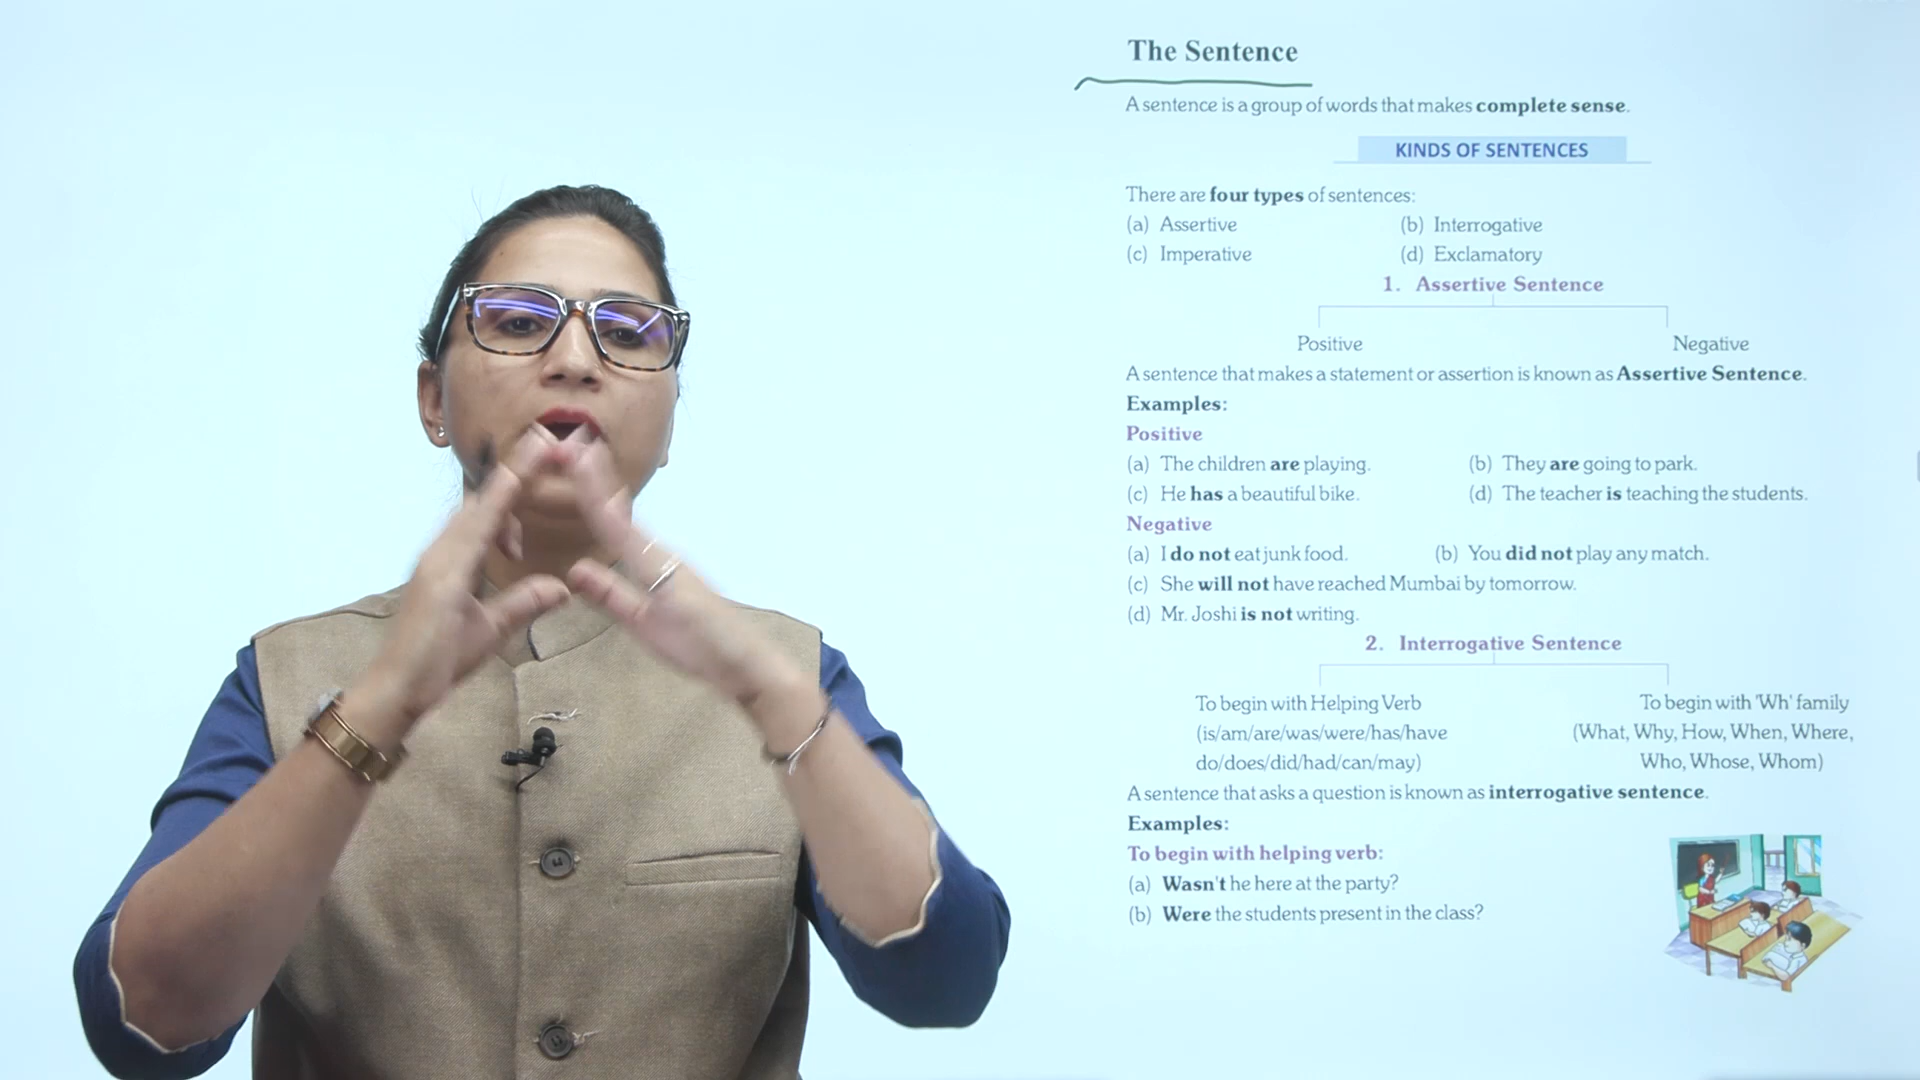 The Sentence
A sentence is a group of words that makes complete sense.
KINDS OF SENTENCES
There are four types of sentences:
(a) Assertive (b) Interrogative
(c) Imperative (d) Exclamatory
1. Assertive Sentence
Positive Negative
A sentence that makes a statement or assertion is known as Assertive Sentence.
Examples:
Positive
(a) The children are playing. (b) They are going to park.
(c) He has a beautiful bike. (d) The teacher is teaching the students.
Negative
(a) I do not eat junk food. (b) You did not play any match.
(c) She will not have reached Mumbai by tomorrow.
(d) Mr. Joshi is not writing.
2. Interrogative Sentence
To begin with Helping Verb To begin with 'Wh' family
(is/am/are/was/were/has/have (What, Why, How, When, Where,
do/does/did/had/can/may) Who, Whose, Whom)
A sentence that asks a question is known as interrogative sentence.
Examples:
To begin with helping verb:
(a) Wasn't he here at the party?
(b) Were the students present in the class?